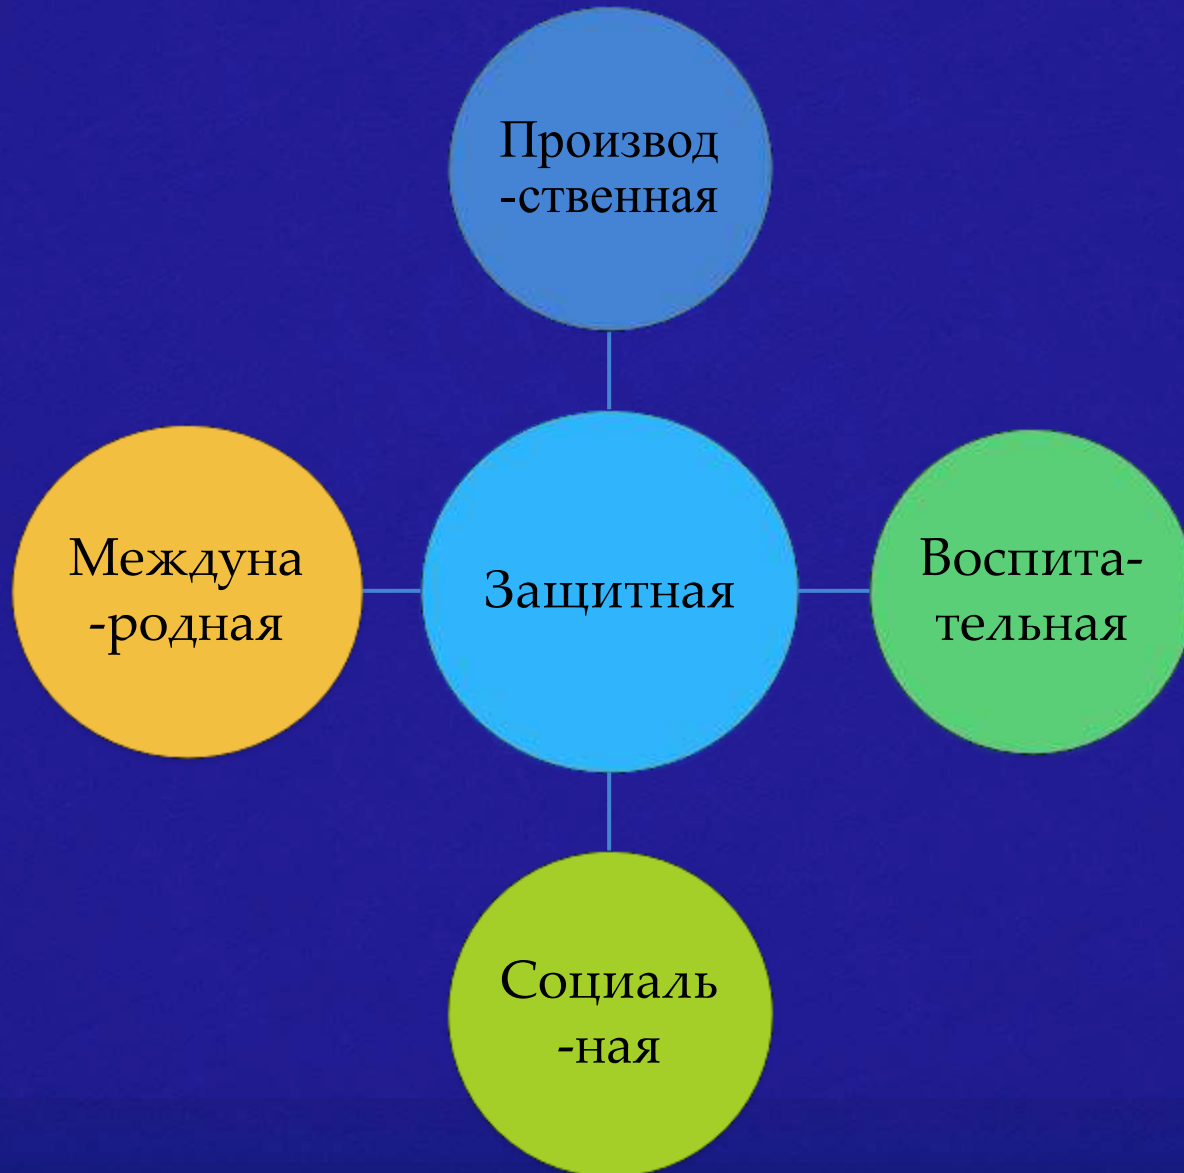 Производ
-ственная
Междуна
-родная
Защитная
Воспита-
тельная
Социаль
-ная